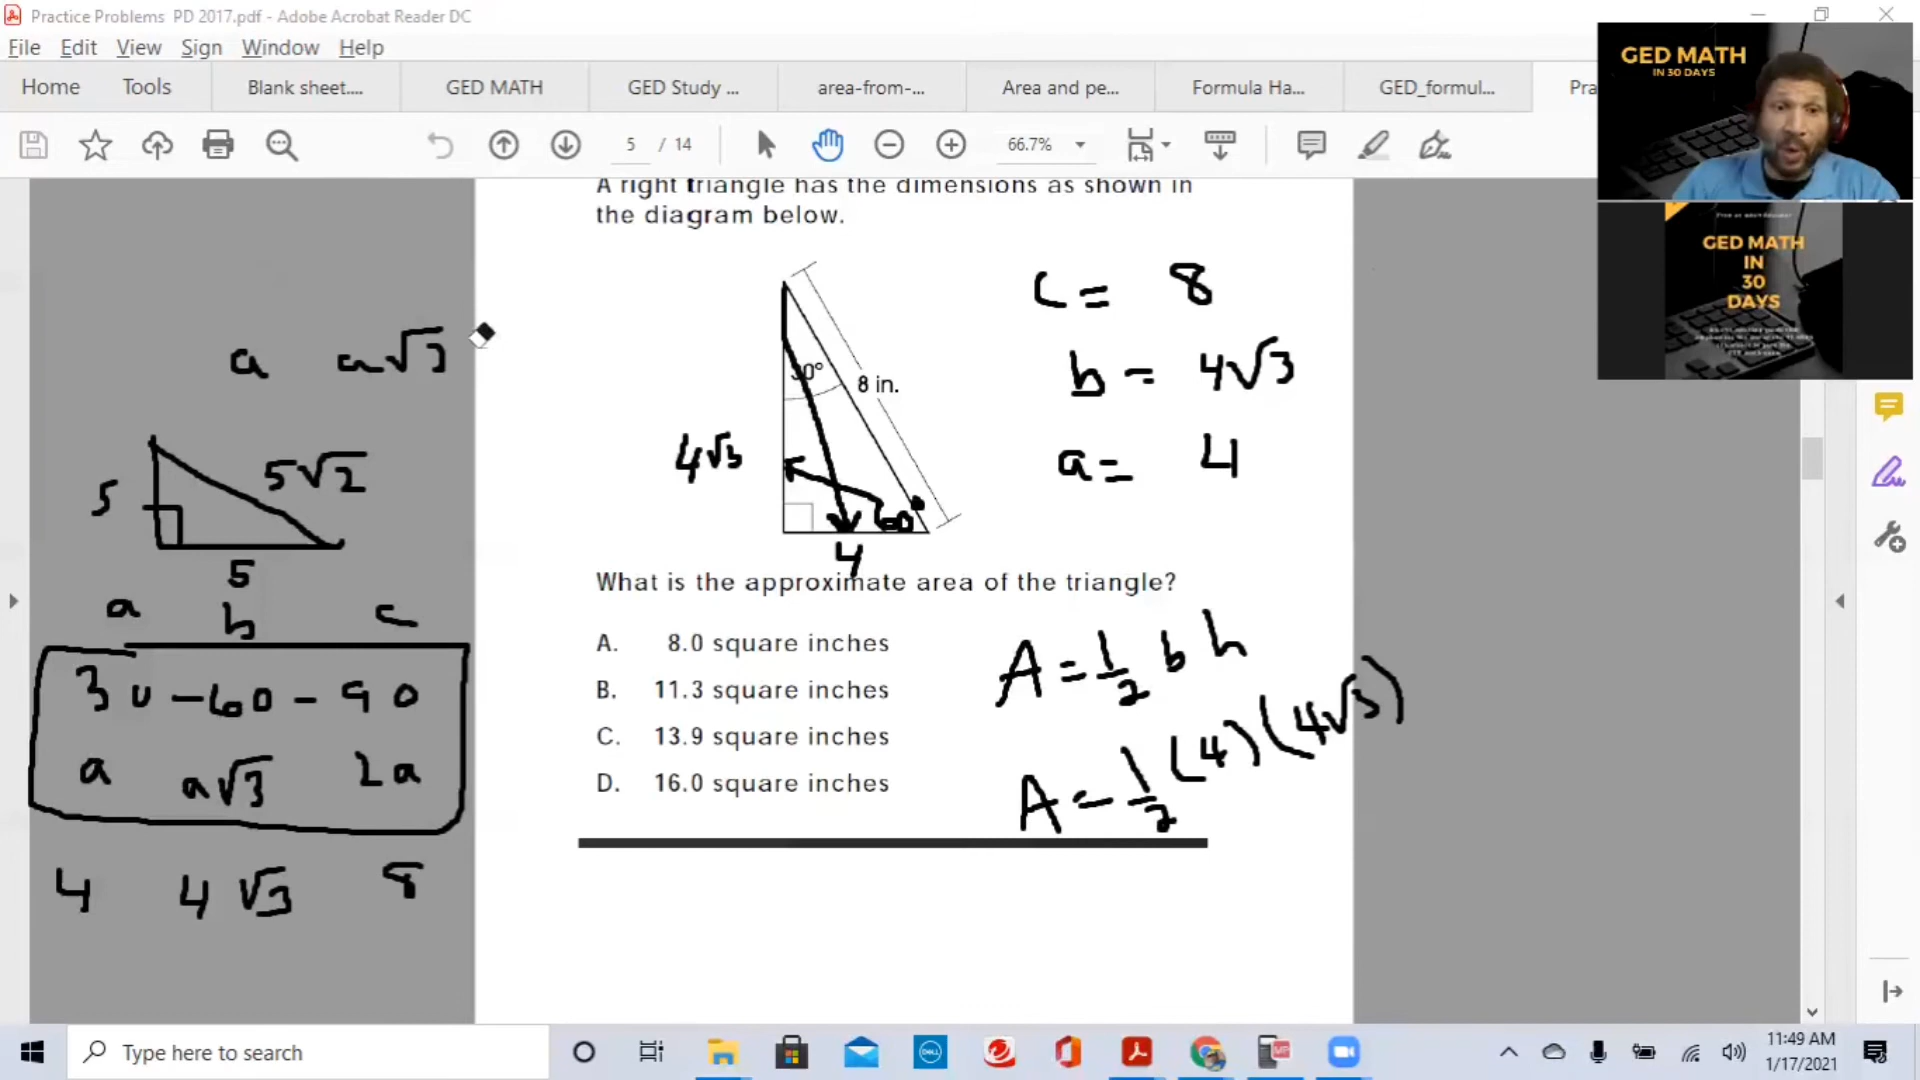 Practice Problems PD 2017.pdf - Adobe Acrobat Reader DC
File Edit View Sign Window Help
Home Tools Blank sheet.... GED MATH GED Study ... area-from-... Area and pe... Formula Ha... GED_formul... Pra
5 / 14 66.7%
GED MATH
IN 30 DAYS
GED MATH
IN
30
DAYS
A right triangle has the dimensions as shown in
the diagram below.
30°
8 in.
4√3
60°
4
c = 8
b = 4√3
a = 4
What is the approximate area of the triangle?
A. 8.0 square inches
B. 11.3 square inches
C. 13.9 square inches
D. 16.0 square inches
A = 1/2 b h
A = 1/2 (4)(4√3)
a a√3
5 5√2
5
a b c
30 - 60 - 90
a a√3 2a
4 4√3 8
Type here to search
DELL
11:49 AM
1/17/2021